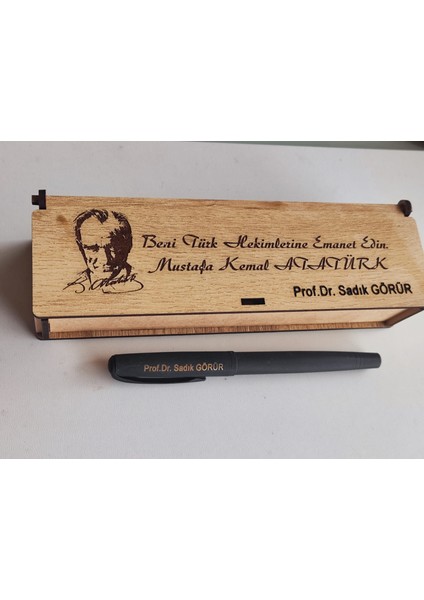 Beni Türk Hekimlerine Emanet Edin.
Mustafa Kemal ATATÜRK
Prof.Dr. Sadık GÖRÜR
Prof.Dr. Sadık GÖRÜR